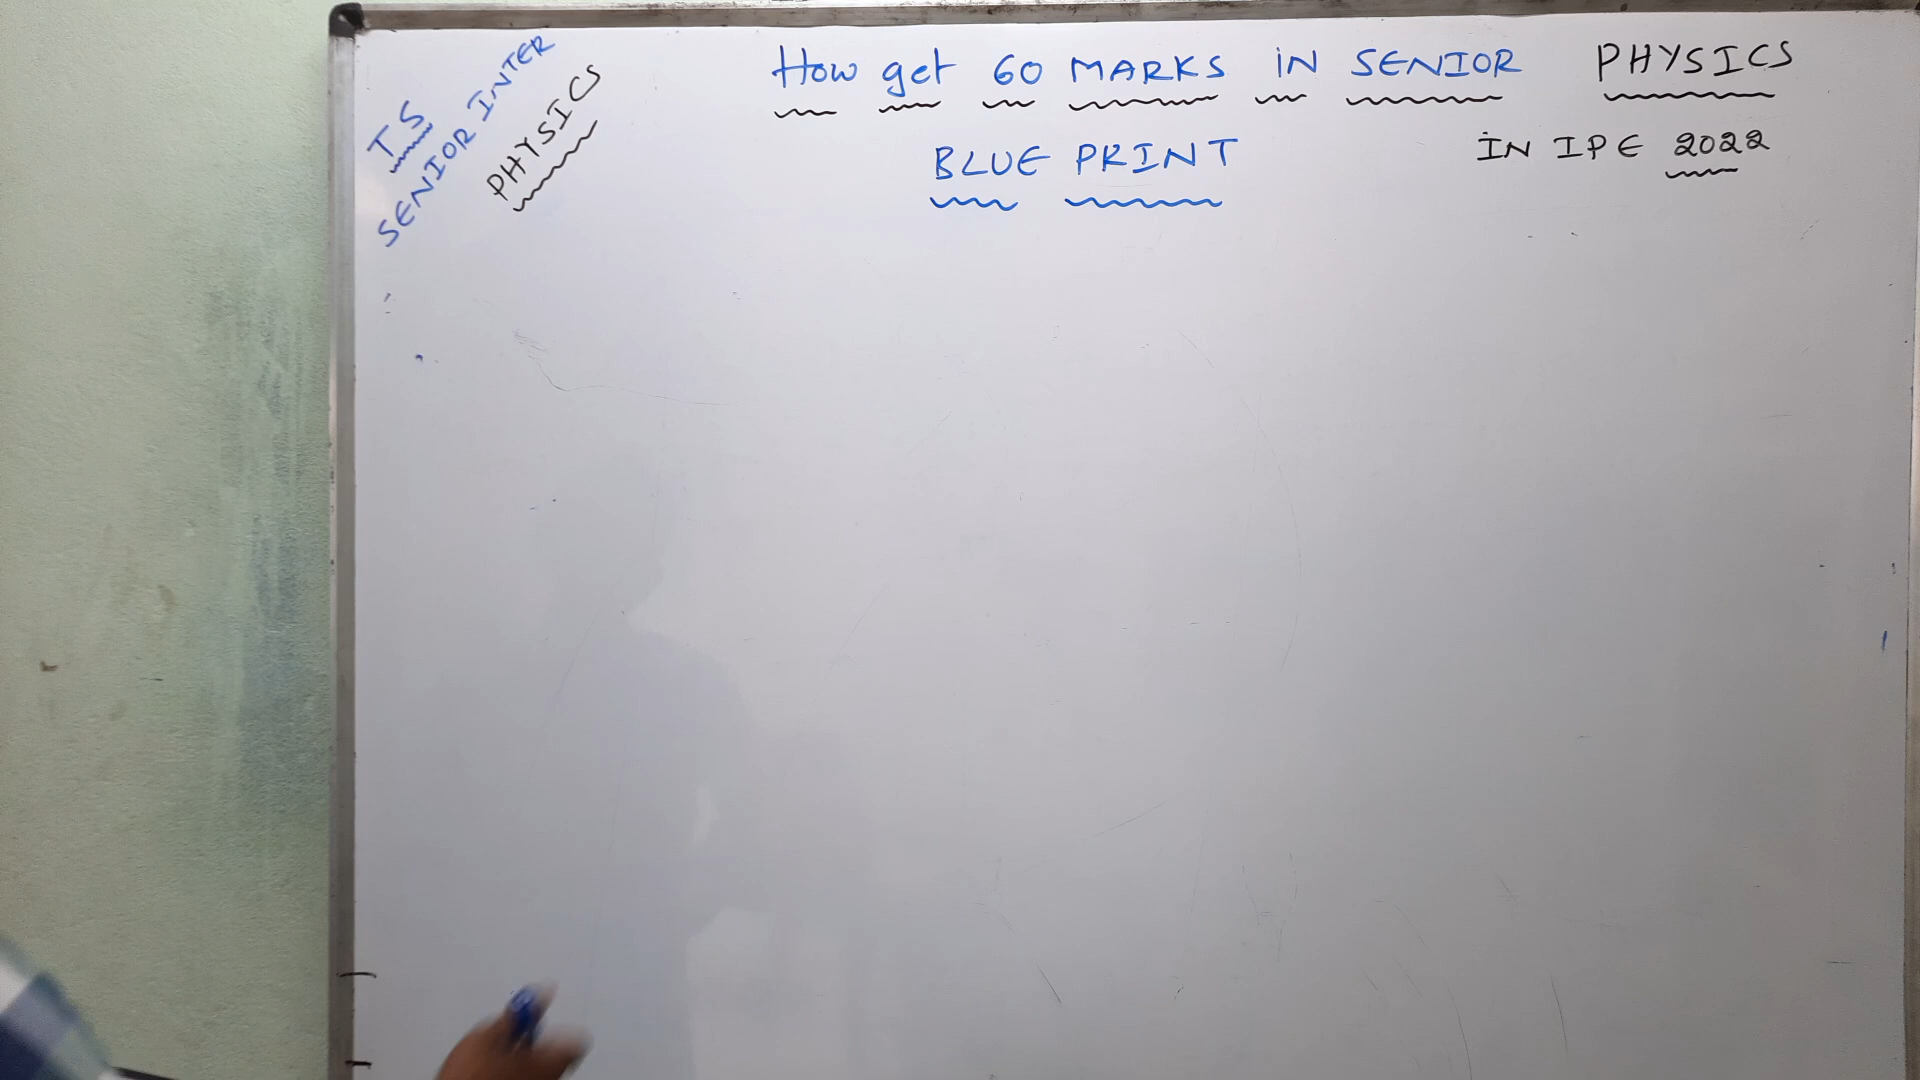 TS
SENIOR INTER
PHYSICS
How get 60 MARKS iN SENIOR PHYSICS
BLUE PRINT
iN IPE 2022